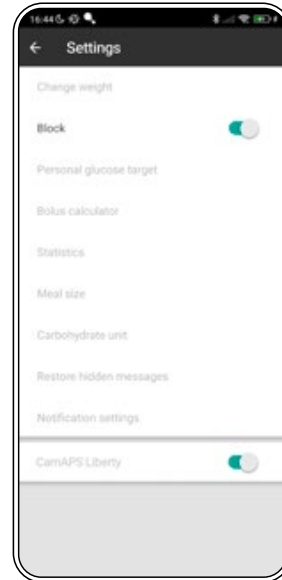 16:44
Settings
Change weight
Block
Personal glucose target
Bolus calculator
Statistics
Meal size
Carbohydrate unit
Restore hidden messages
Notification settings
CamAPS Liberty